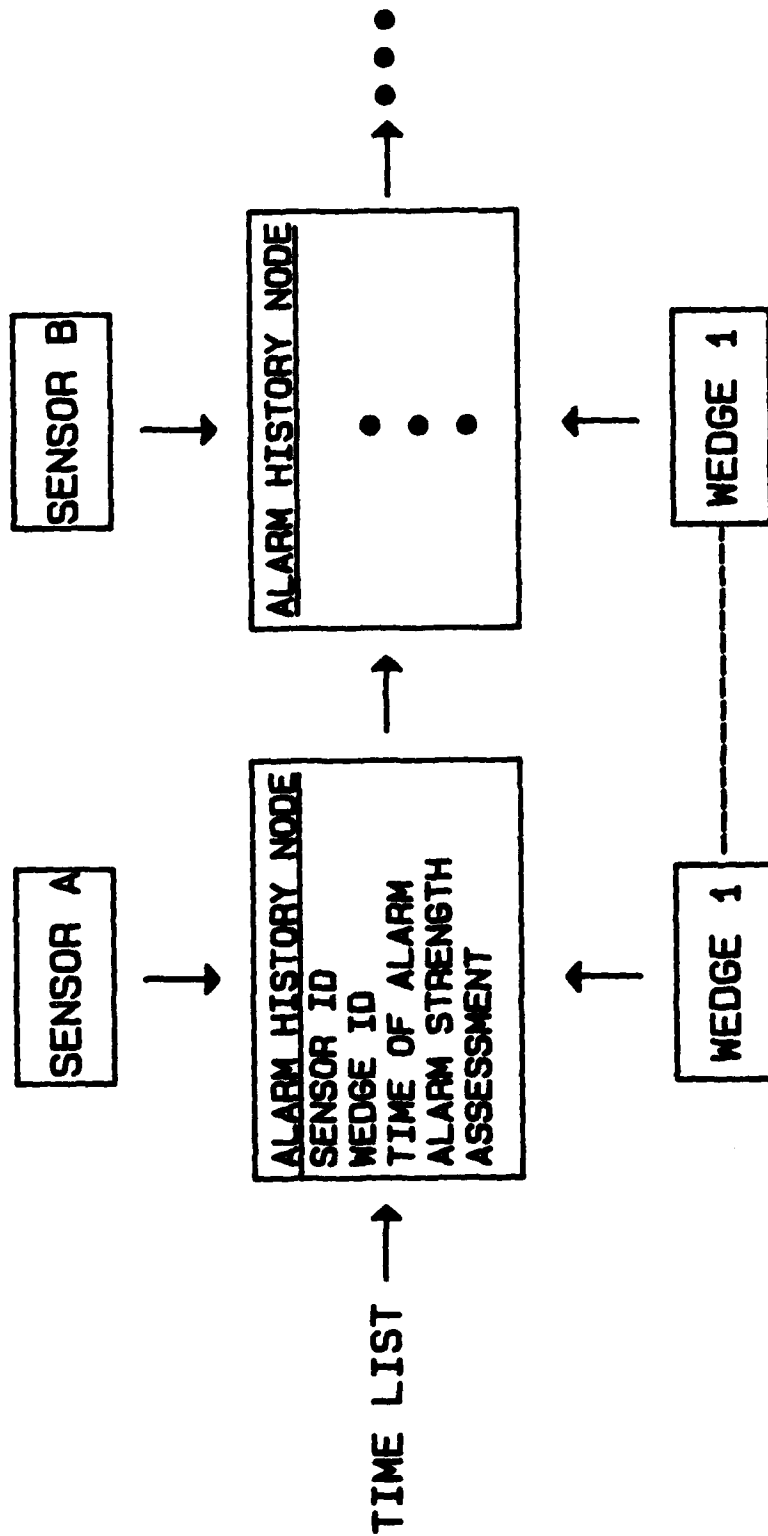 SENSOR A
SENSOR B
TIME LIST
ALARM HISTORY NODE
SENSOR ID
WEDGE ID
TIME OF ALARM
ALARM STRENGTH
ASSESSMENT
ALARM HISTORY NODE
WEDGE 1
WEDGE 1